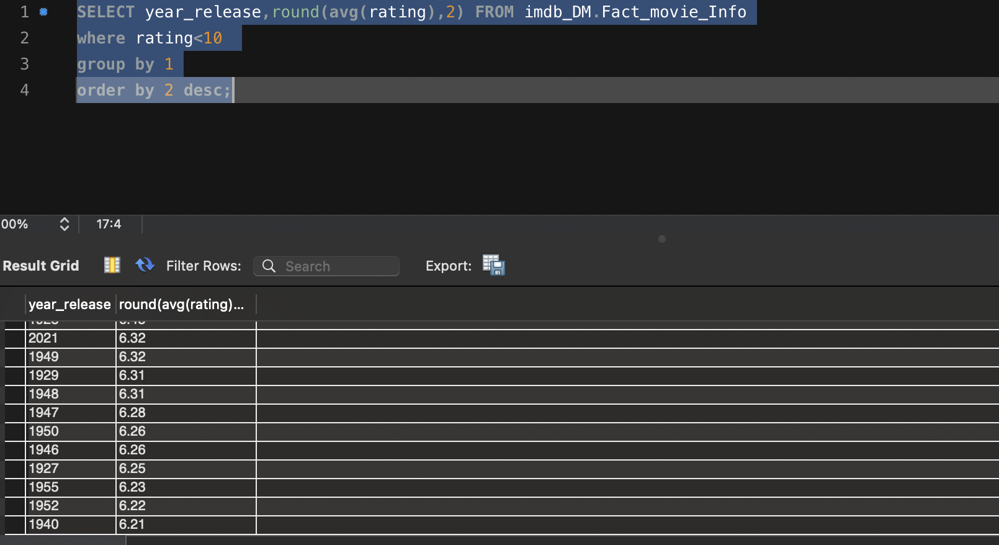 1 SELECT year_release,round(avg(rating),2) FROM imdb_DM.Fact_movie_Info
2 where rating<10
3 group by 1
4 order by 2 desc;
00% 17:4
Result Grid Filter Rows: Search Export:
year_release round(avg(rating)...
2021 6.32
1949 6.32
1929 6.31
1948 6.31
1947 6.28
1950 6.26
1946 6.26
1927 6.25
1955 6.23
1952 6.22
1940 6.21